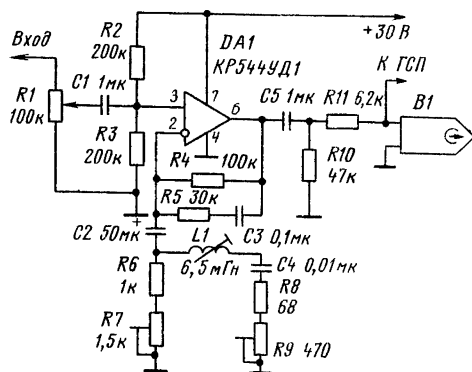 Вход
R1
100к
C1 1мк
R2
200к
R3
200к
+
3
2
7
6
4
DA1
КР544УД1
+30 В
R4
100к
R5 30к
C3 0,1мк
C2 50мк
L1
6,5мГн
C4 0,01мк
R6
1к
R7
1,5к
R8
68
R9 470
C5 1мк
R11 6,2к
R10
47к
К ГСП
B1